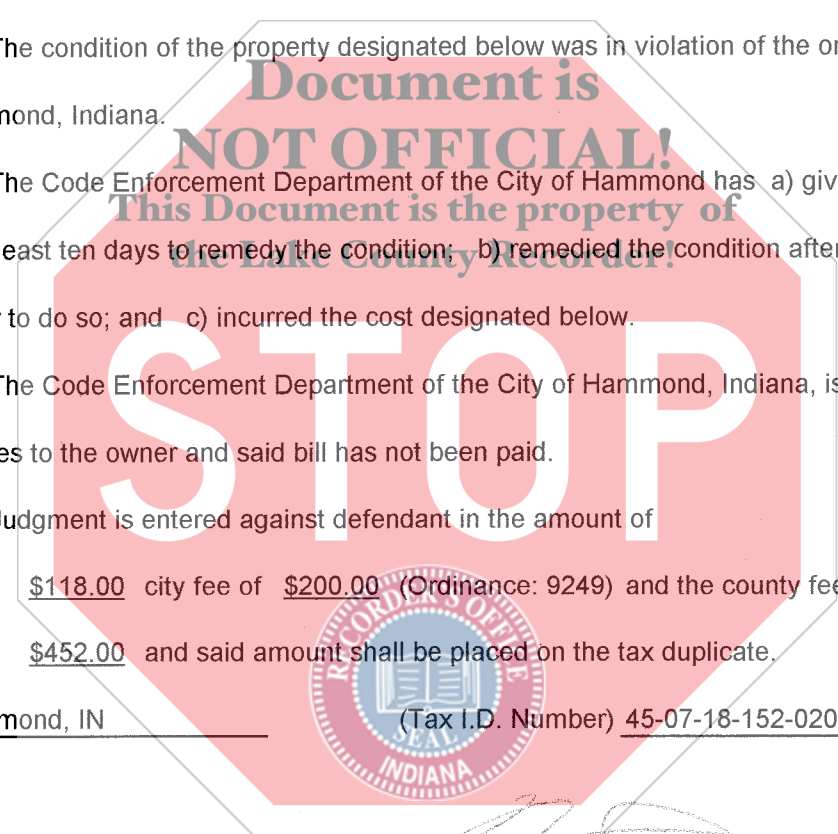 The condition of the property designated below was in violation of the or
Document is
mond, Indiana.
NOT OFFICIAL!
The Code Enforcement Department of the City of Hammond has a) giv
This Document is the property of
east ten days to remedy the condition; b) remedied the condition after
the Lake County Recorder!
to do so; and c) incurred the cost designated below.
STOP
The Code Enforcement Department of the City of Hammond, Indiana, is
es to the owner and said bill has not been paid.
Judgment is entered against defendant in the amount of
$118.00 city fee of $200.00 (Ordinance: 9249) and the county fee
RECORDER'S OFFICE
$452.00 and said amount shall be placed on the tax duplicate.
mond, IN (Tax I.D. Number) 45-07-18-152-020
SEAL
INDIANA